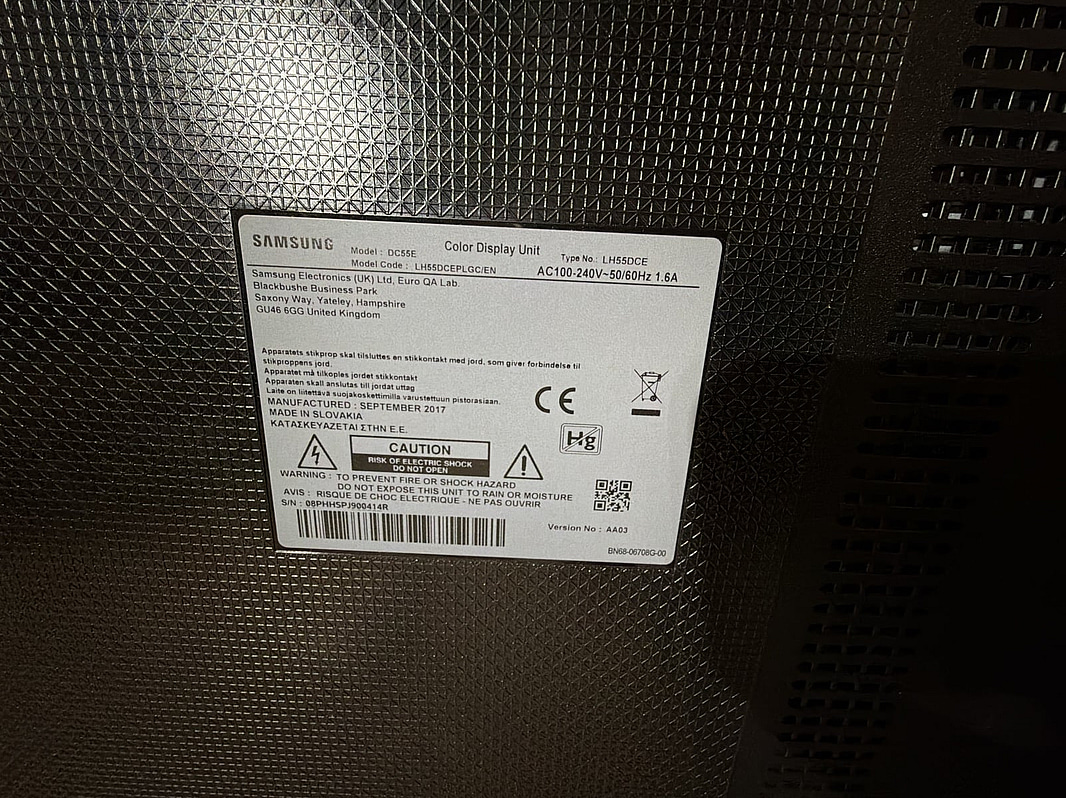 SAMSUNG
Color Display Unit
Model : DC55E
Type No : LH55DCE
Model Code : LH55DCEPLGC/EN
AC100-240V~50/60Hz 1.6A
Samsung Electronics (UK) Ltd, Euro QA Lab.
Blackbushe Business Park
Saxony Way, Yateley, Hampshire
GU46 6GG United Kingdom
Apparatets stikprop skal tilsluttes en stikkontakt med jord, som giver forbindelse til
stikproppens jord.
Apparatet må tilkoples jordet stikkontakt
Apparaten skall anslutas till jordat uttag
Laite on liitettävä suojakoskettimilla varustettuun pistorasiaan.
MANUFACTURED : SEPTEMBER 2017
MADE IN SLOVAKIA
ΚΑΤΑΣΚΕΥΑΖΕΤΑΙ ΣΤΗΝ Ε.Ε.
CE
Hg
CAUTION
RISK OF ELECTRIC SHOCK
DO NOT OPEN
WARNING : TO PREVENT FIRE OR SHOCK HAZARD
DO NOT EXPOSE THIS UNIT TO RAIN OR MOISTURE
AVIS : RISQUE DE CHOC ELECTRIQUE - NE PAS OUVRIR
S/N : 08PHHSPJ900414R
Version No : AA03
BN68-06708G-00